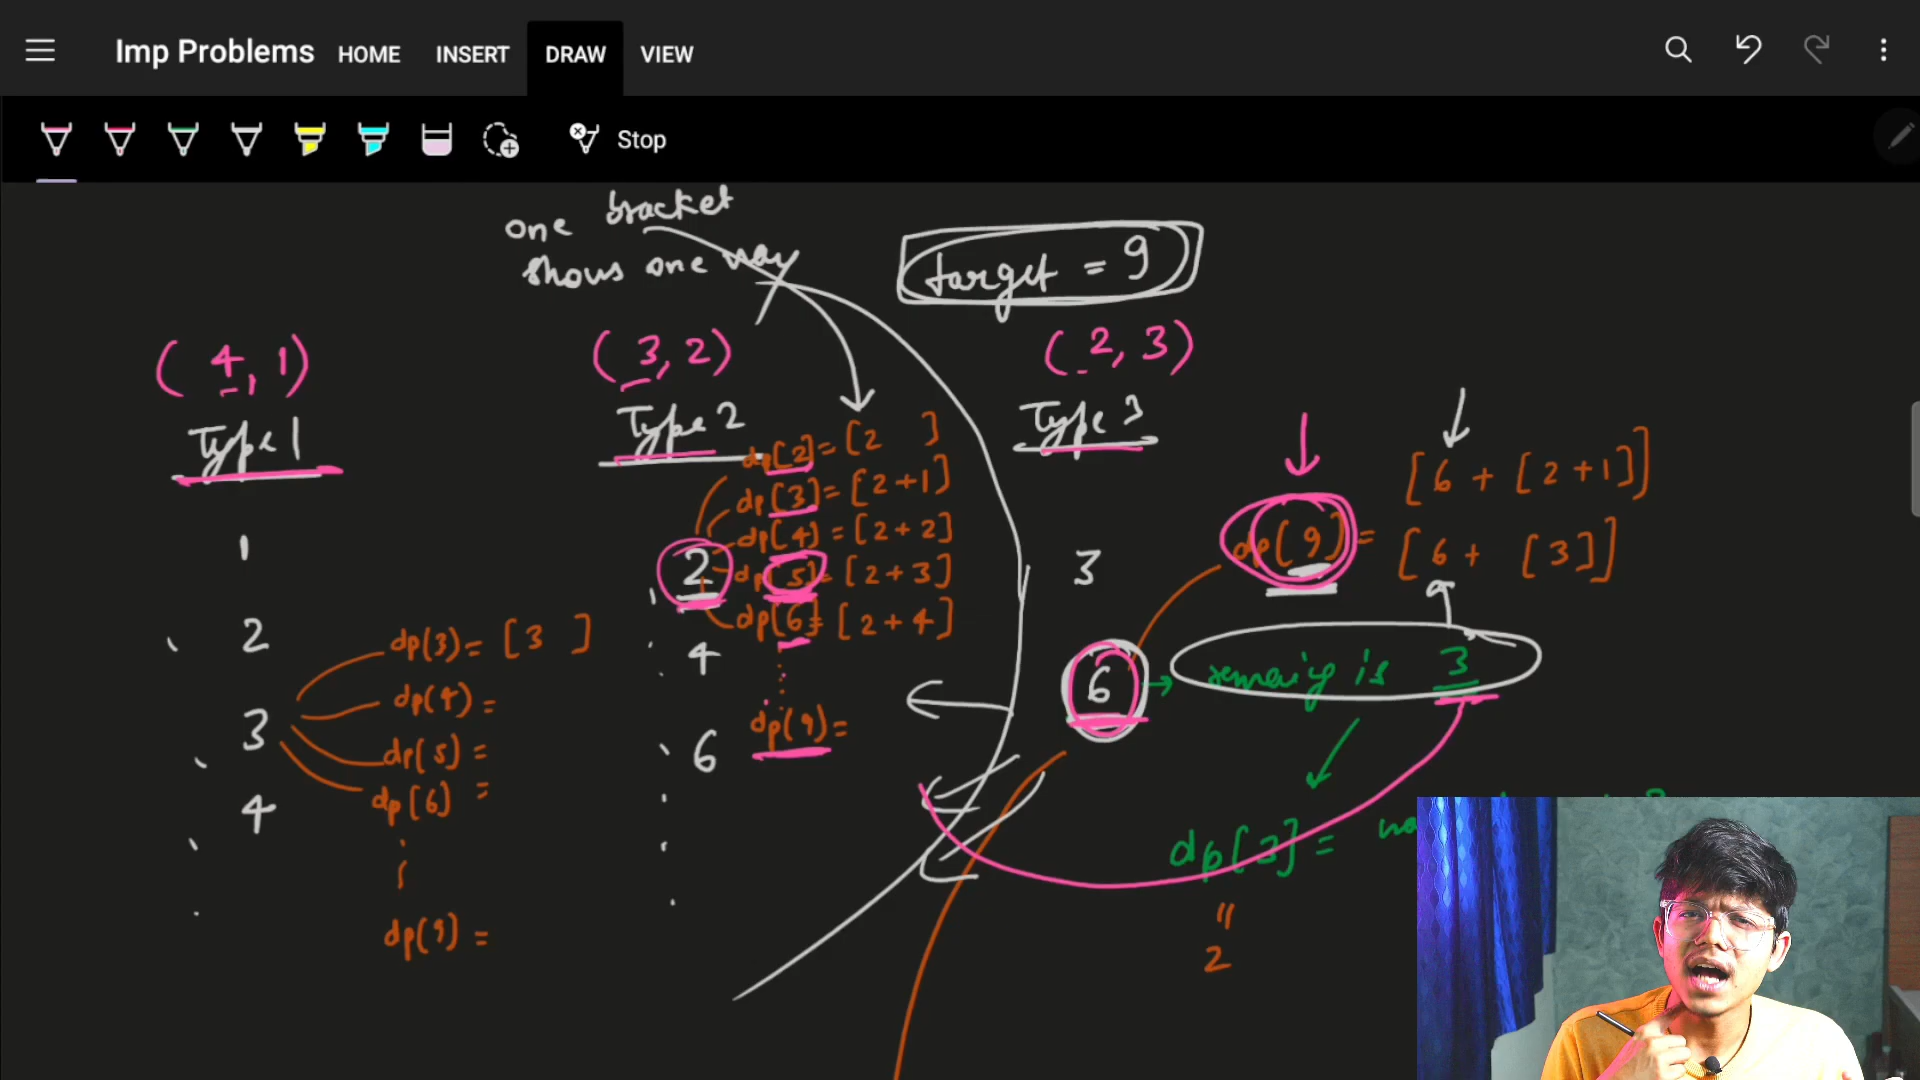 Imp Problems HOME INSERT DRAW VIEW
Stop
one bracket
shows one way
target = 9
( 4, 1 )
( 3, 2 )
( 2, 3 )
Type 1
Type 2
Type 3
dp[2] = [2 ]
dp[3] = [2+1]
dp[4] = [2+2]
dp[5] = [2+3]
dp[6] = [2+4]
dp(9) =
[6 + [2+1]]
dp(9) = [6 + [3]]
1
2
3
4
dp(3) = [3 ]
dp(4) =
dp[5] =
dp[6] =
dp(9) =
2
4
6
3
6 → remaing is 3
dp[3] =
"
2